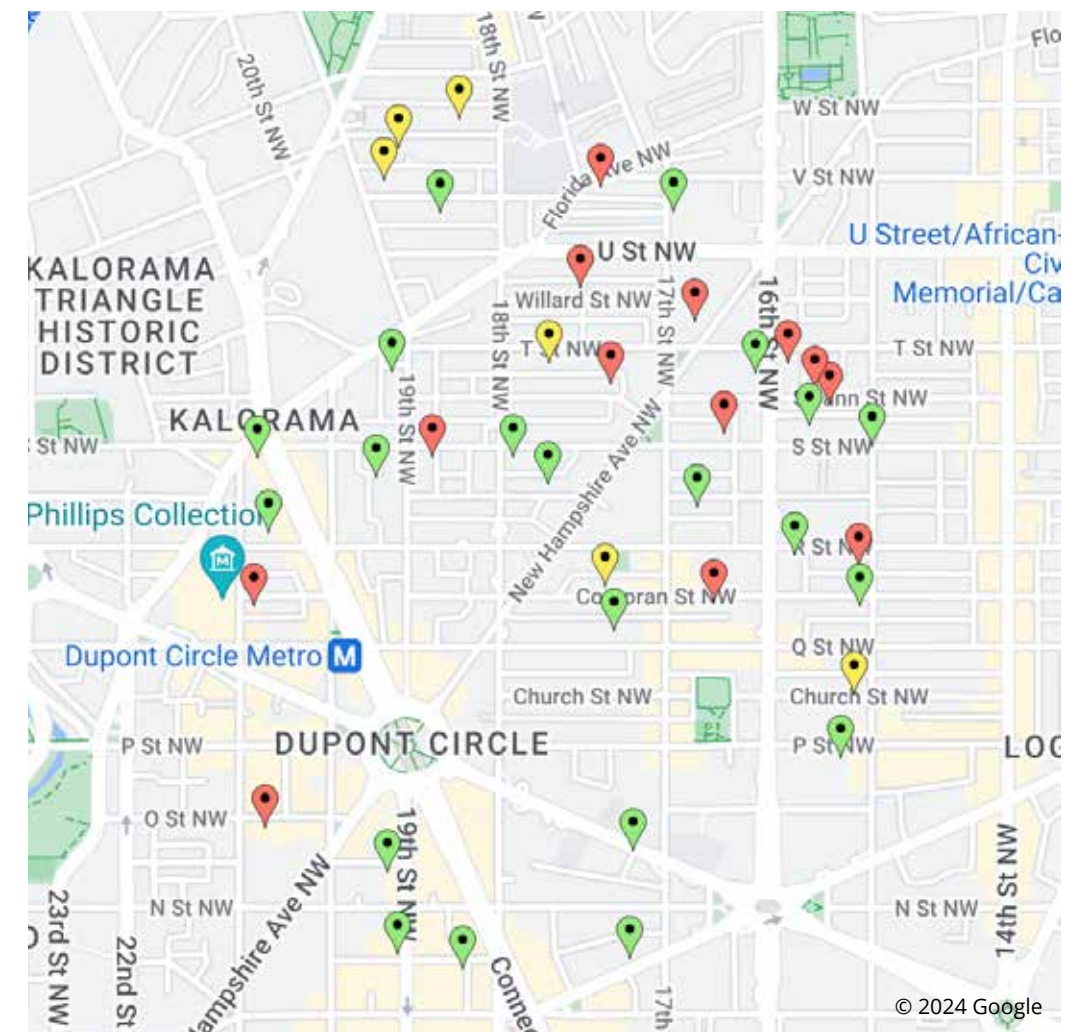 18th St NW
W
Flo
20th St NW
W St NW
V St NW
Florida Ave NW
U St NW
U Street/African-
Civ
Memorial/Ca
KALORAMA
TRIANGLE
HISTORIC
DISTRICT
Willard St NW
17th St NW
16th St NW
18th St NW
T St NW
T St NW
19th St NW
Swann St NW
KALORAMA
S St NW
S St NW
New Hampshire Ave NW
Phillips Collection
M
R St NW
Corcoran St NW
Q St NW
Dupont Circle Metro M
Church St NW
Church St NW
P St NW
DUPONT CIRCLE
P St NW
LOG
O St NW
19th St NW
14th St NW
N St NW
N St NW
23rd St NW
22nd St
Hampshire Ave NW
Connec
17th
© 2024 Google